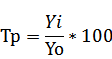 Tp = Yi / Yo * 100